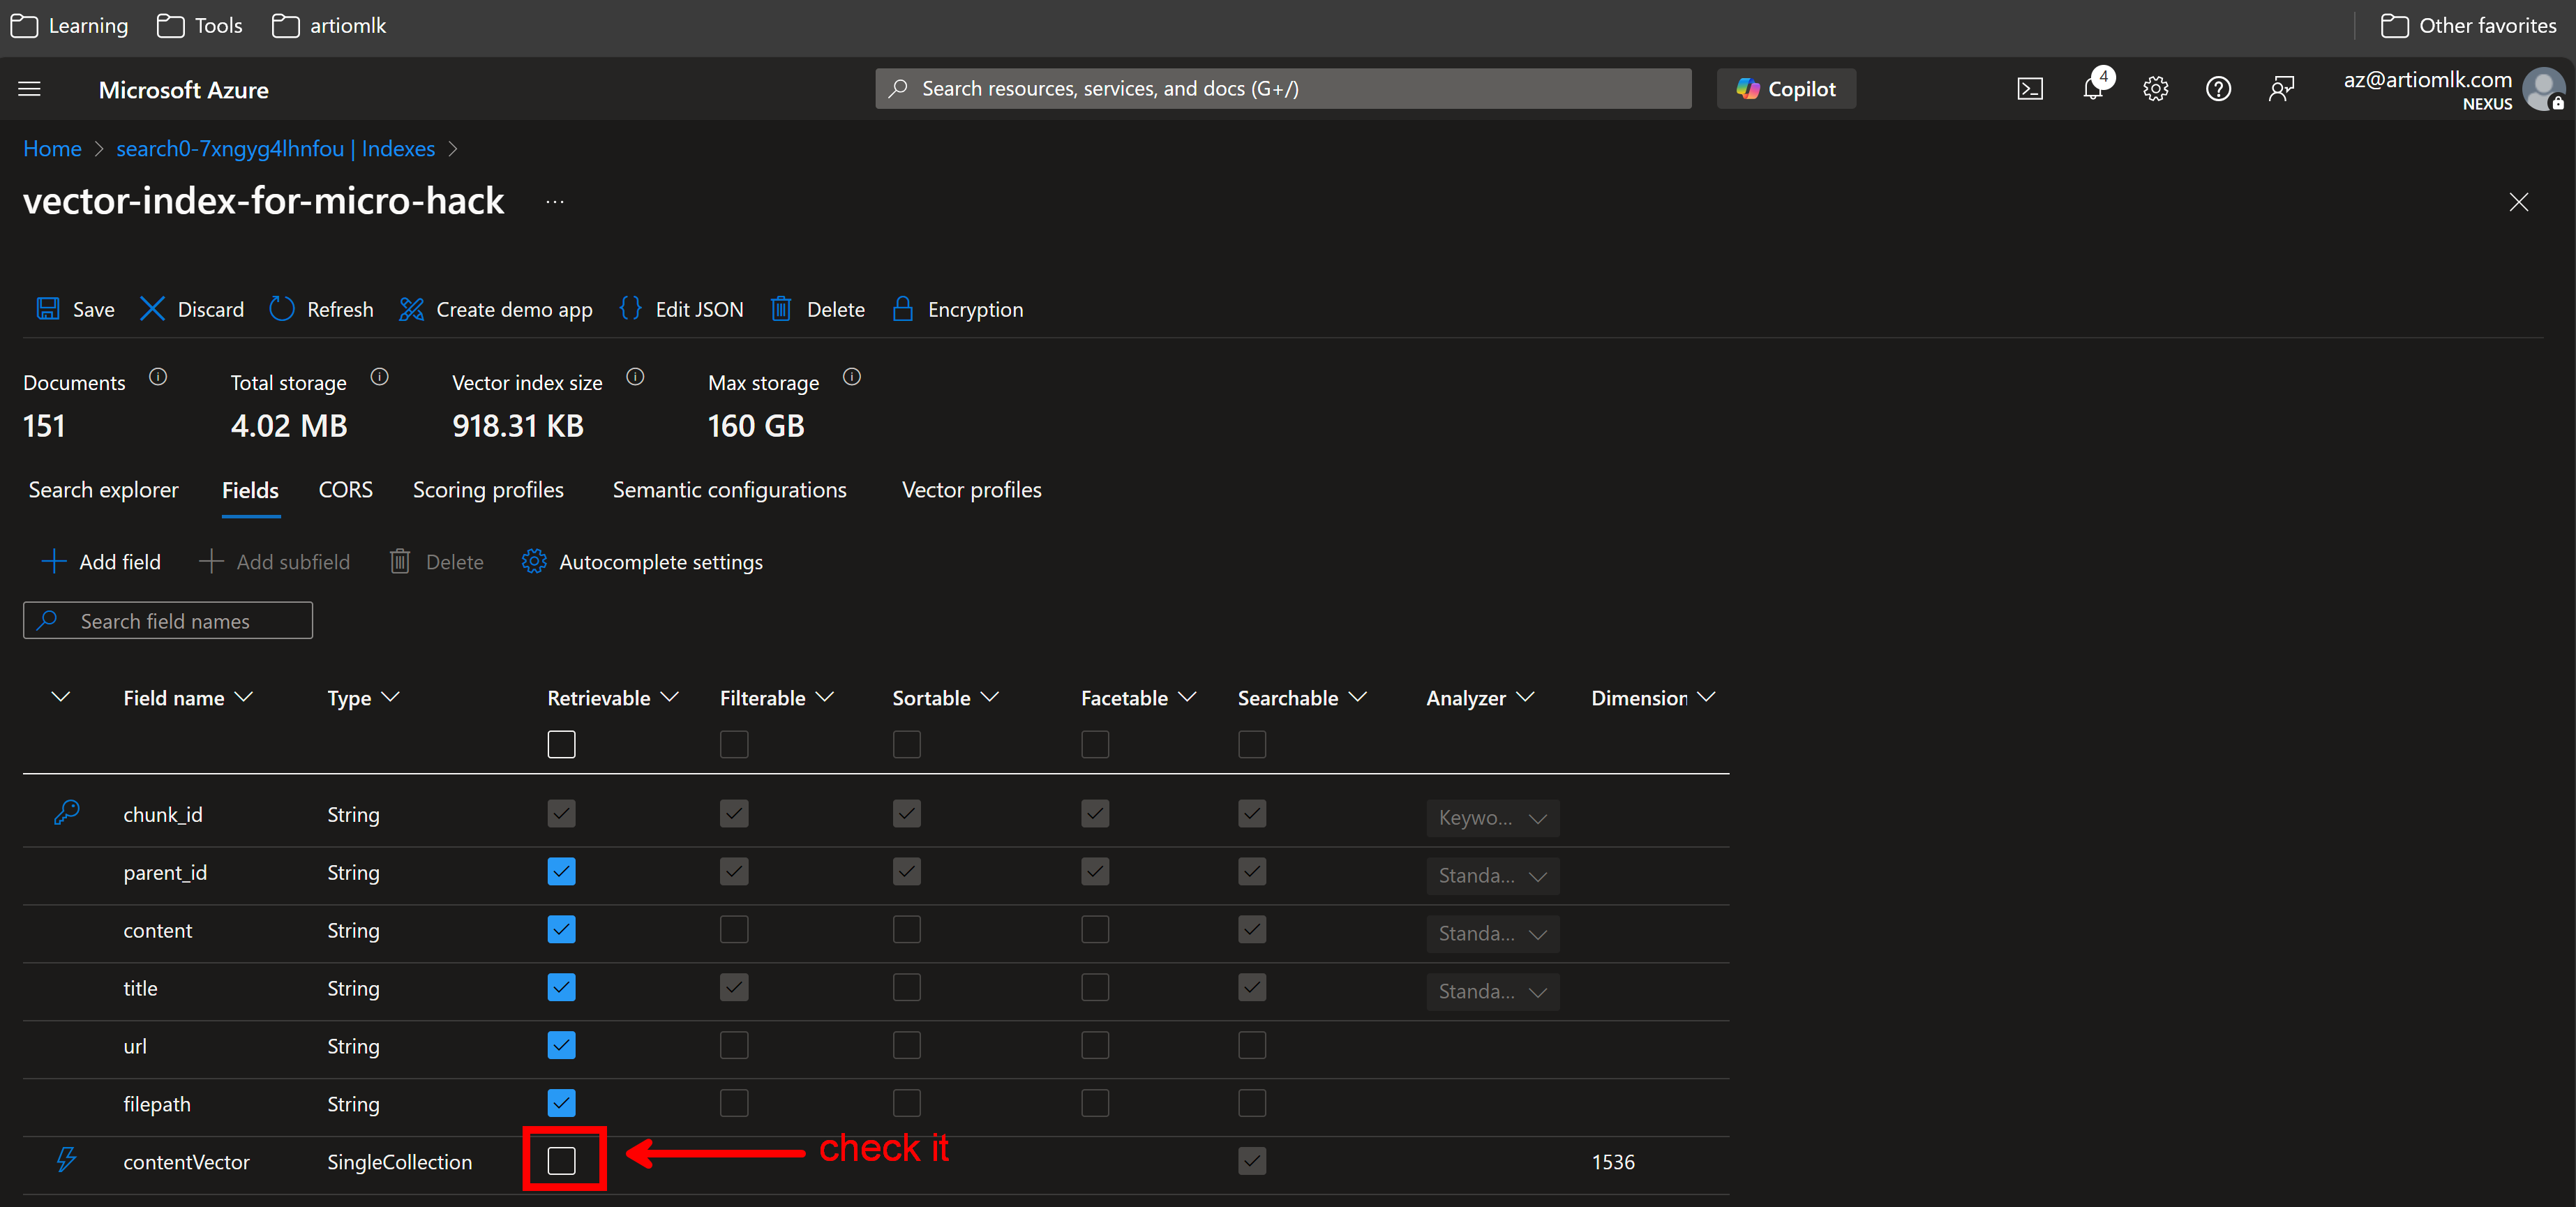 Learning Tools artiomlk Other favorites
Microsoft Azure Search resources, services, and docs (G+/) Copilot 4 az@artiomlk.com
NEXUS
Home > search0-7xngyg4lhnfou | Indexes >
vector-index-for-micro-hack ...
Save Discard Refresh Create demo app Edit JSON Delete Encryption
Documents Total storage Vector index size Max storage
151 4.02 MB 918.31 KB 160 GB
Search explorer Fields CORS Scoring profiles Semantic configurations Vector profiles
Add field Add subfield Delete Autocomplete settings
Search field names
Field name Type Retrievable Filterable Sortable Facetable Searchable Analyzer Dimension
chunk_id String Keywo...
parent_id String Standa...
content String Standa...
title String Standa...
url String
filepath String
contentVector SingleCollection check it 1536